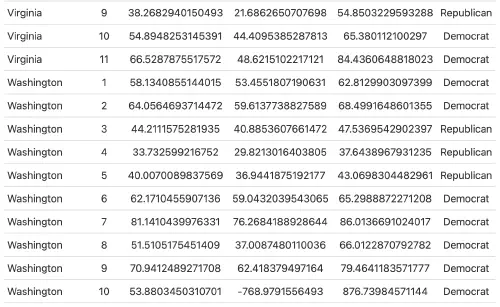 Virginia 9 38.2682940150493 21.6862650707698 54.8503229593288 Republican
Virginia 10 54.8948253145391 44.4095385287813 65.380112100297 Democrat
Virginia 11 66.5287875517572 48.6215102217121 84.4360648818023 Democrat
Washington 1 58.1340855144015 53.4551807190631 62.8129903097399 Democrat
Washington 2 64.0564693714472 59.6137738827589 68.4991648601355 Democrat
Washington 3 44.2111575281935 40.8853607661472 47.5369542902397 Republican
Washington 4 33.732599216752 29.8213016403805 37.6438967931235 Republican
Washington 5 40.0070089837569 36.9441875192177 43.0698304482961 Republican
Washington 6 62.1710455907136 59.0432039543065 65.2988872271208 Democrat
Washington 7 81.1410439976331 76.2684188928644 86.0136691024017 Democrat
Washington 8 51.5105175451409 37.0087480110036 66.0122870792782 Democrat
Washington 9 70.9412489271708 62.418379497164 79.4641183571777 Democrat
Washington 10 53.8803450310701 -768.9791556493 876.73984571144 Democrat